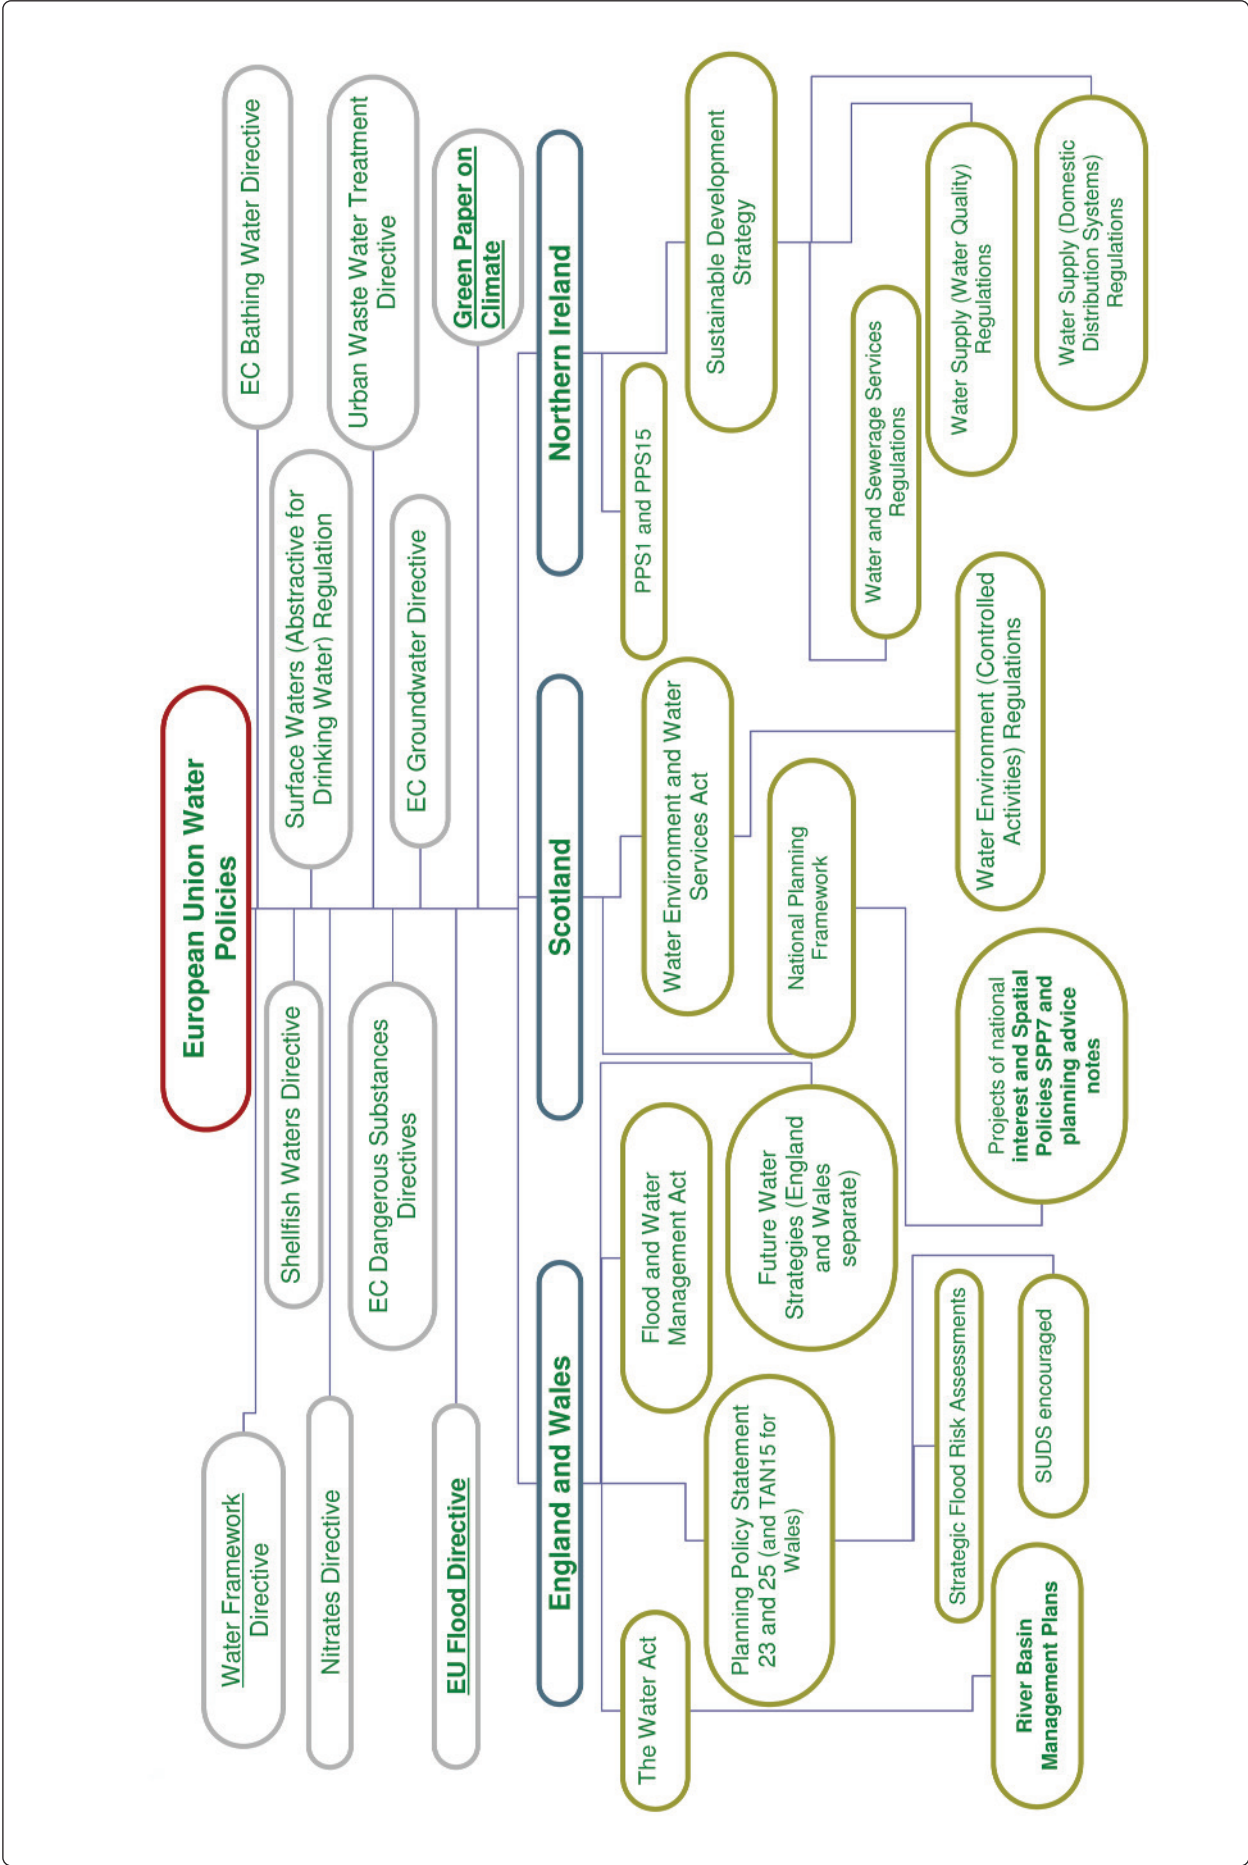 European Union Water
Policies
Water Framework
Directive
EC Bathing Water Directive
Shellfish Waters Directive
Surface Waters (Abstractive for
Drinking Water) Regulation
Nitrates Directive
Urban Waste Water Treatment
Directive
EC Dangerous Substances
Directives
EC Groundwater Directive
EU Flood Directive
Green Paper on
Climate
England and Wales
Scotland
Northern Ireland
The Water Act
Flood and Water
Management Act
Planning Policy Statement
23 and 25 (and TAN15 for
Wales)
Future Water
Strategies (England
and Wales
separate)
Strategic Flood Risk Assessments
SUDS encouraged
River Basin
Management Plans
Water Environment and Water
Services Act
National Planning
Framework
Water Environment (Controlled
Activities) Regulations
Projects of national
interest and Spatial
Policies SPP7 and
planning advice
notes
PPS1 and PPS15
Sustainable Development
Strategy
Water and Sewerage Services
Regulations
Water Supply (Water Quality)
Regulations
Water Supply (Domestic
Distribution Systems)
Regulations